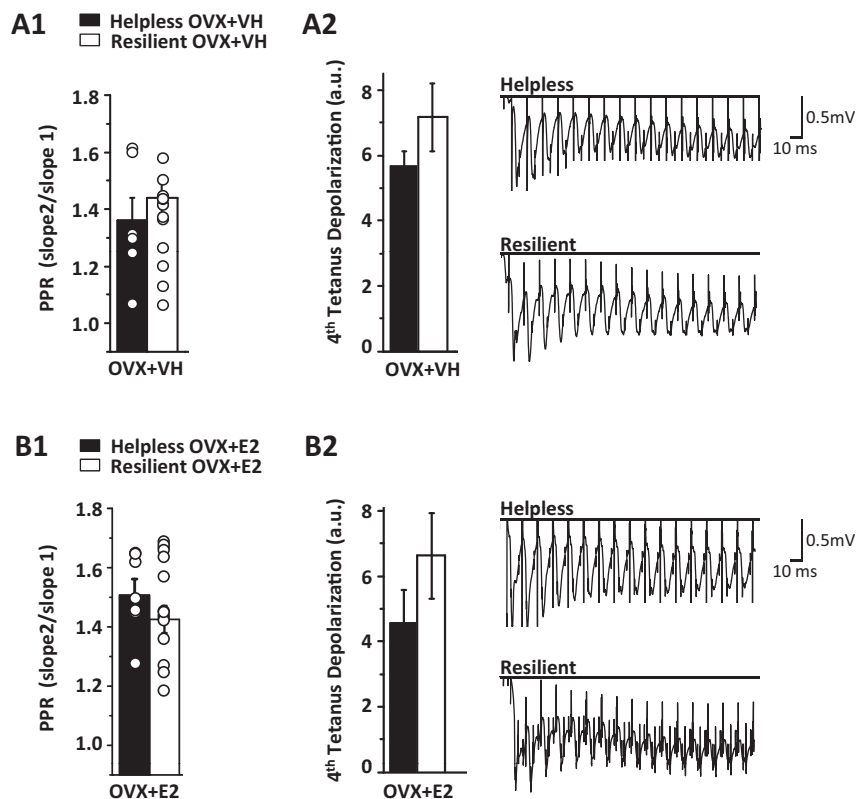 A1
Helpless OVX+VH
Resilient OVX+VH
PPR (slope2/slope 1)
1.8
1.6
1.4
1.2
1.0
OVX+VH
A2
4th Tetanus Depolarization (a.u.)
8
6
4
2
0
OVX+VH
Helpless
0.5mV
10 ms
Resilient
B1
Helpless OVX+E2
Resilient OVX+E2
PPR (slope2/slope 1)
1.8
1.6
1.4
1.2
1.0
OVX+E2
B2
4th Tetanus Depolarization (a.u.)
8
6
4
2
0
OVX+E2
Helpless
0.5mV
10 ms
Resilient